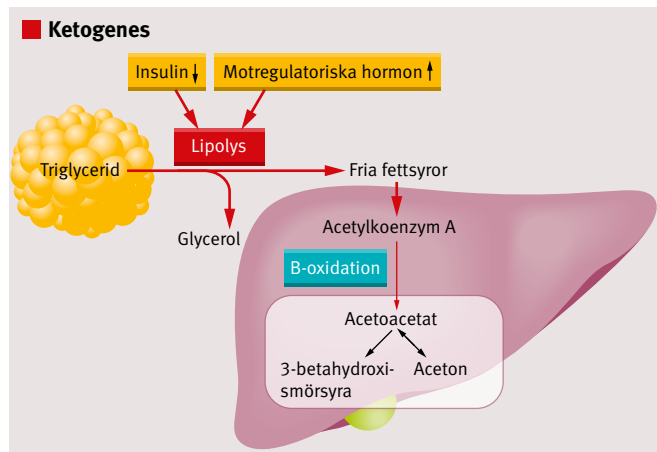 Ketogenes
Insulin ↓
Motregulatoriska hormon ↑
Lipolys
Triglycerid
Fria fettsyror
Glycerol
Acetylkoenzym A
B-oxidation
Acetoacetat
3-betahydroxi-
smörsyra
Aceton